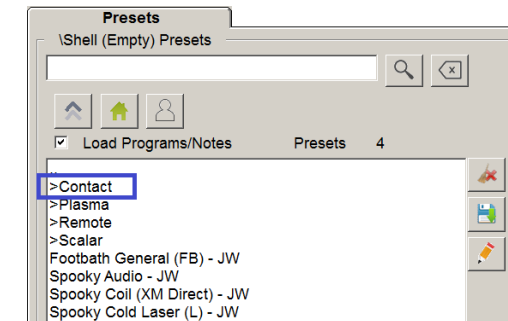 Presets
\Shell (Empty) Presets
Load Programs/Notes Presets 4
..
>Contact
>Plasma
>Remote
>Scalar
Footbath General (FB) - JW
Spooky Audio - JW
Spooky Coil (XM Direct) - JW
Spooky Cold Laser (L) - JW